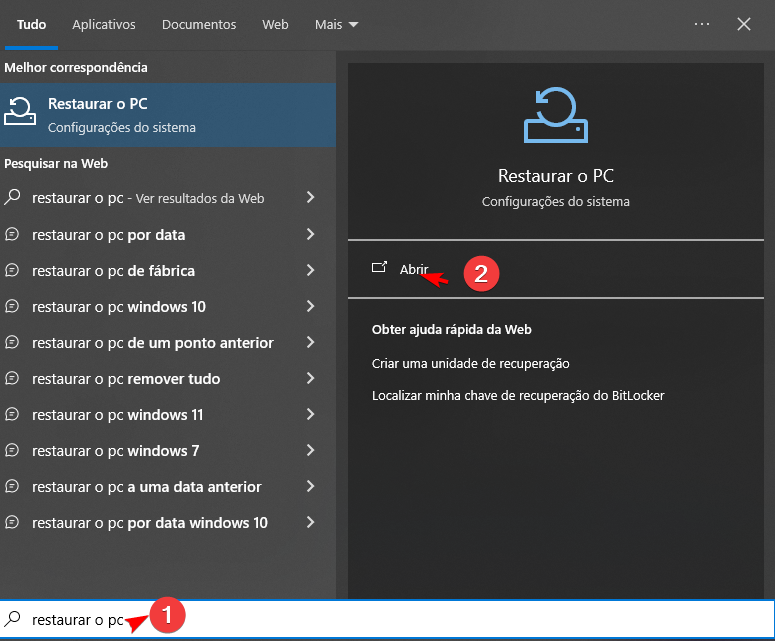 Tudo Aplicativos Documentos Web Mais ...
Melhor correspondência
Restaurar o PC
Configurações do sistema
Pesquisar na Web
restaurar o pc - Ver resultados da Web
restaurar o pc por data
restaurar o pc de fábrica
restaurar o pc windows 10
restaurar o pc de um ponto anterior
restaurar o pc remover tudo
restaurar o pc windows 11
restaurar o pc windows 7
restaurar o pc a uma data anterior
restaurar o pc por data windows 10
Restaurar o PC
Configurações do sistema
Abrir 2
Obter ajuda rápida da Web
Criar uma unidade de recuperação
Localizar minha chave de recuperação do BitLocker
restaurar o pc 1